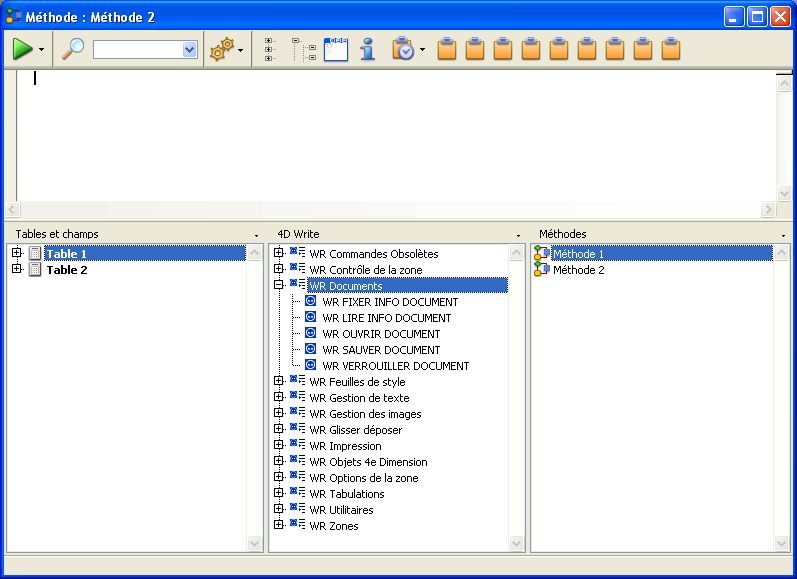 Méthode : Méthode 2
Tables et champs
Table 1
Table 2
4D Write
WR Commandes Obsolètes
WR Contrôle de la zone
WR Documents
WR FIXER INFO DOCUMENT
WR LIRE INFO DOCUMENT
WR OUVRIR DOCUMENT
WR SAUVER DOCUMENT
WR VERROUILLER DOCUMENT
WR Feuilles de style
WR Gestion de texte
WR Gestion des images
WR Glisser déposer
WR Impression
WR Objets 4e Dimension
WR Options de la zone
WR Tabulations
WR Utilitaires
WR Zones
Méthodes
Méthode 1
Méthode 2